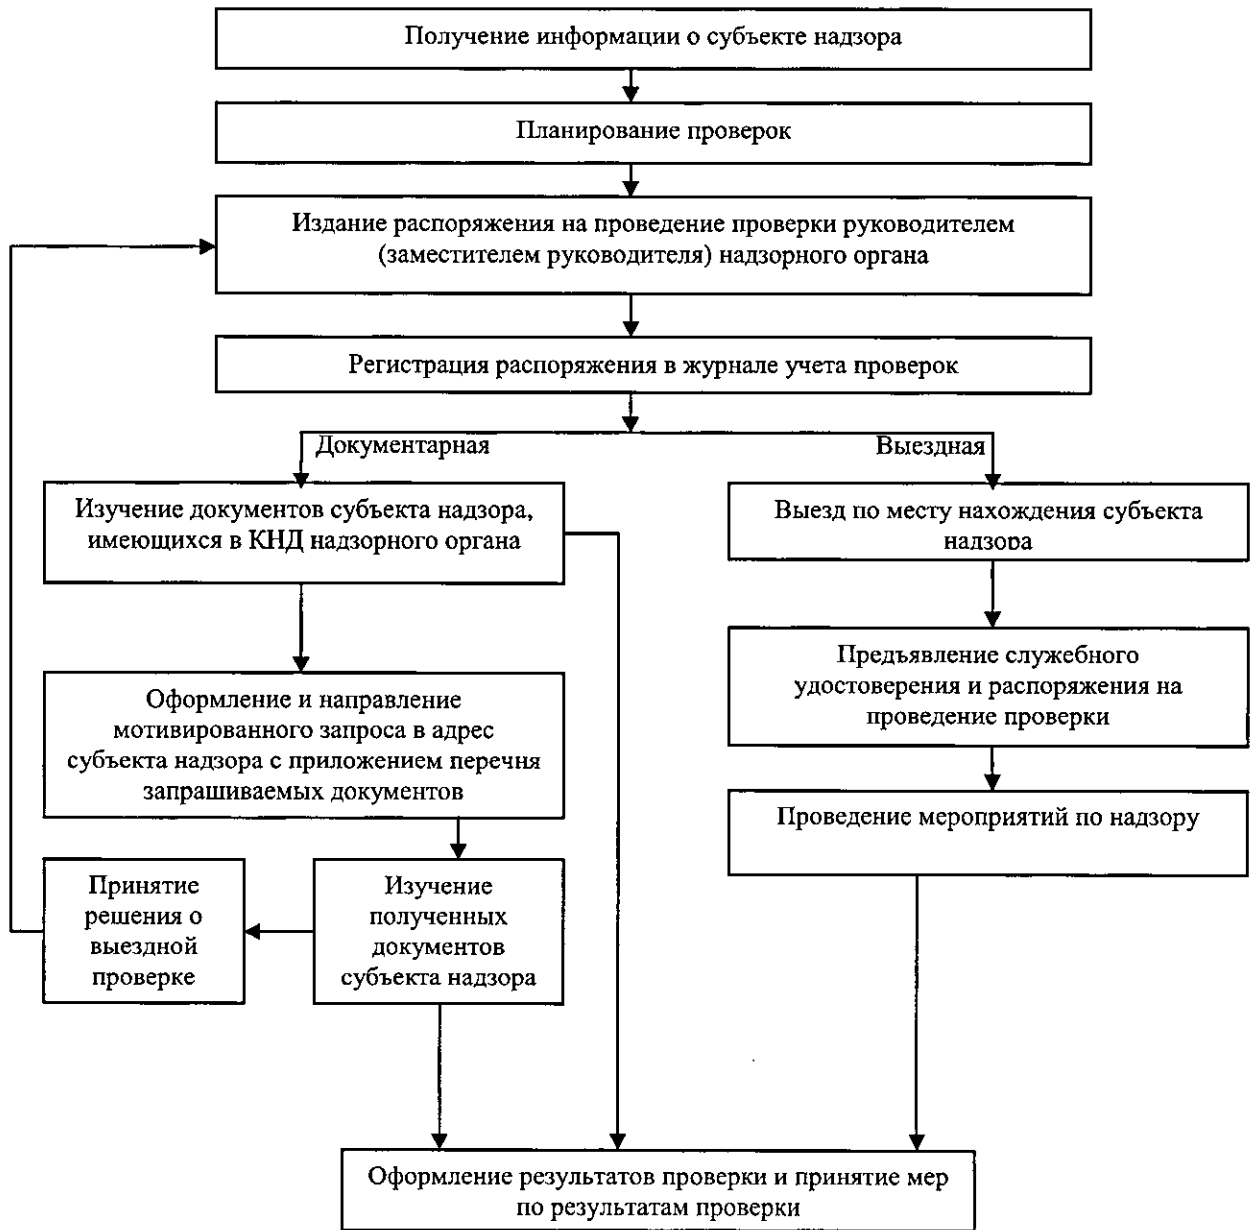 Получение информации о субъекте надзора
Планирование проверок
Издание распоряжения на проведение проверки руководителем
(заместителем руководителя) надзорного органа
Регистрация распоряжения в журнале учета проверок
Документарная
Выездная
Изучение документов субъекта надзора,
имеющихся в КНД надзорного органа
Выезд по месту нахождения субъекта
надзора
Предъявление служебного
удостоверения и распоряжения на
проведение проверки
Оформление и направление
мотивированного запроса в адрес
субъекта надзора с приложением перечня
запрашиваемых документов
Проведение мероприятий по надзору
Принятие
решения о
выездной
проверке
Изучение
полученных
документов
субъекта надзора
Оформление результатов проверки и принятие мер
по результатам проверки